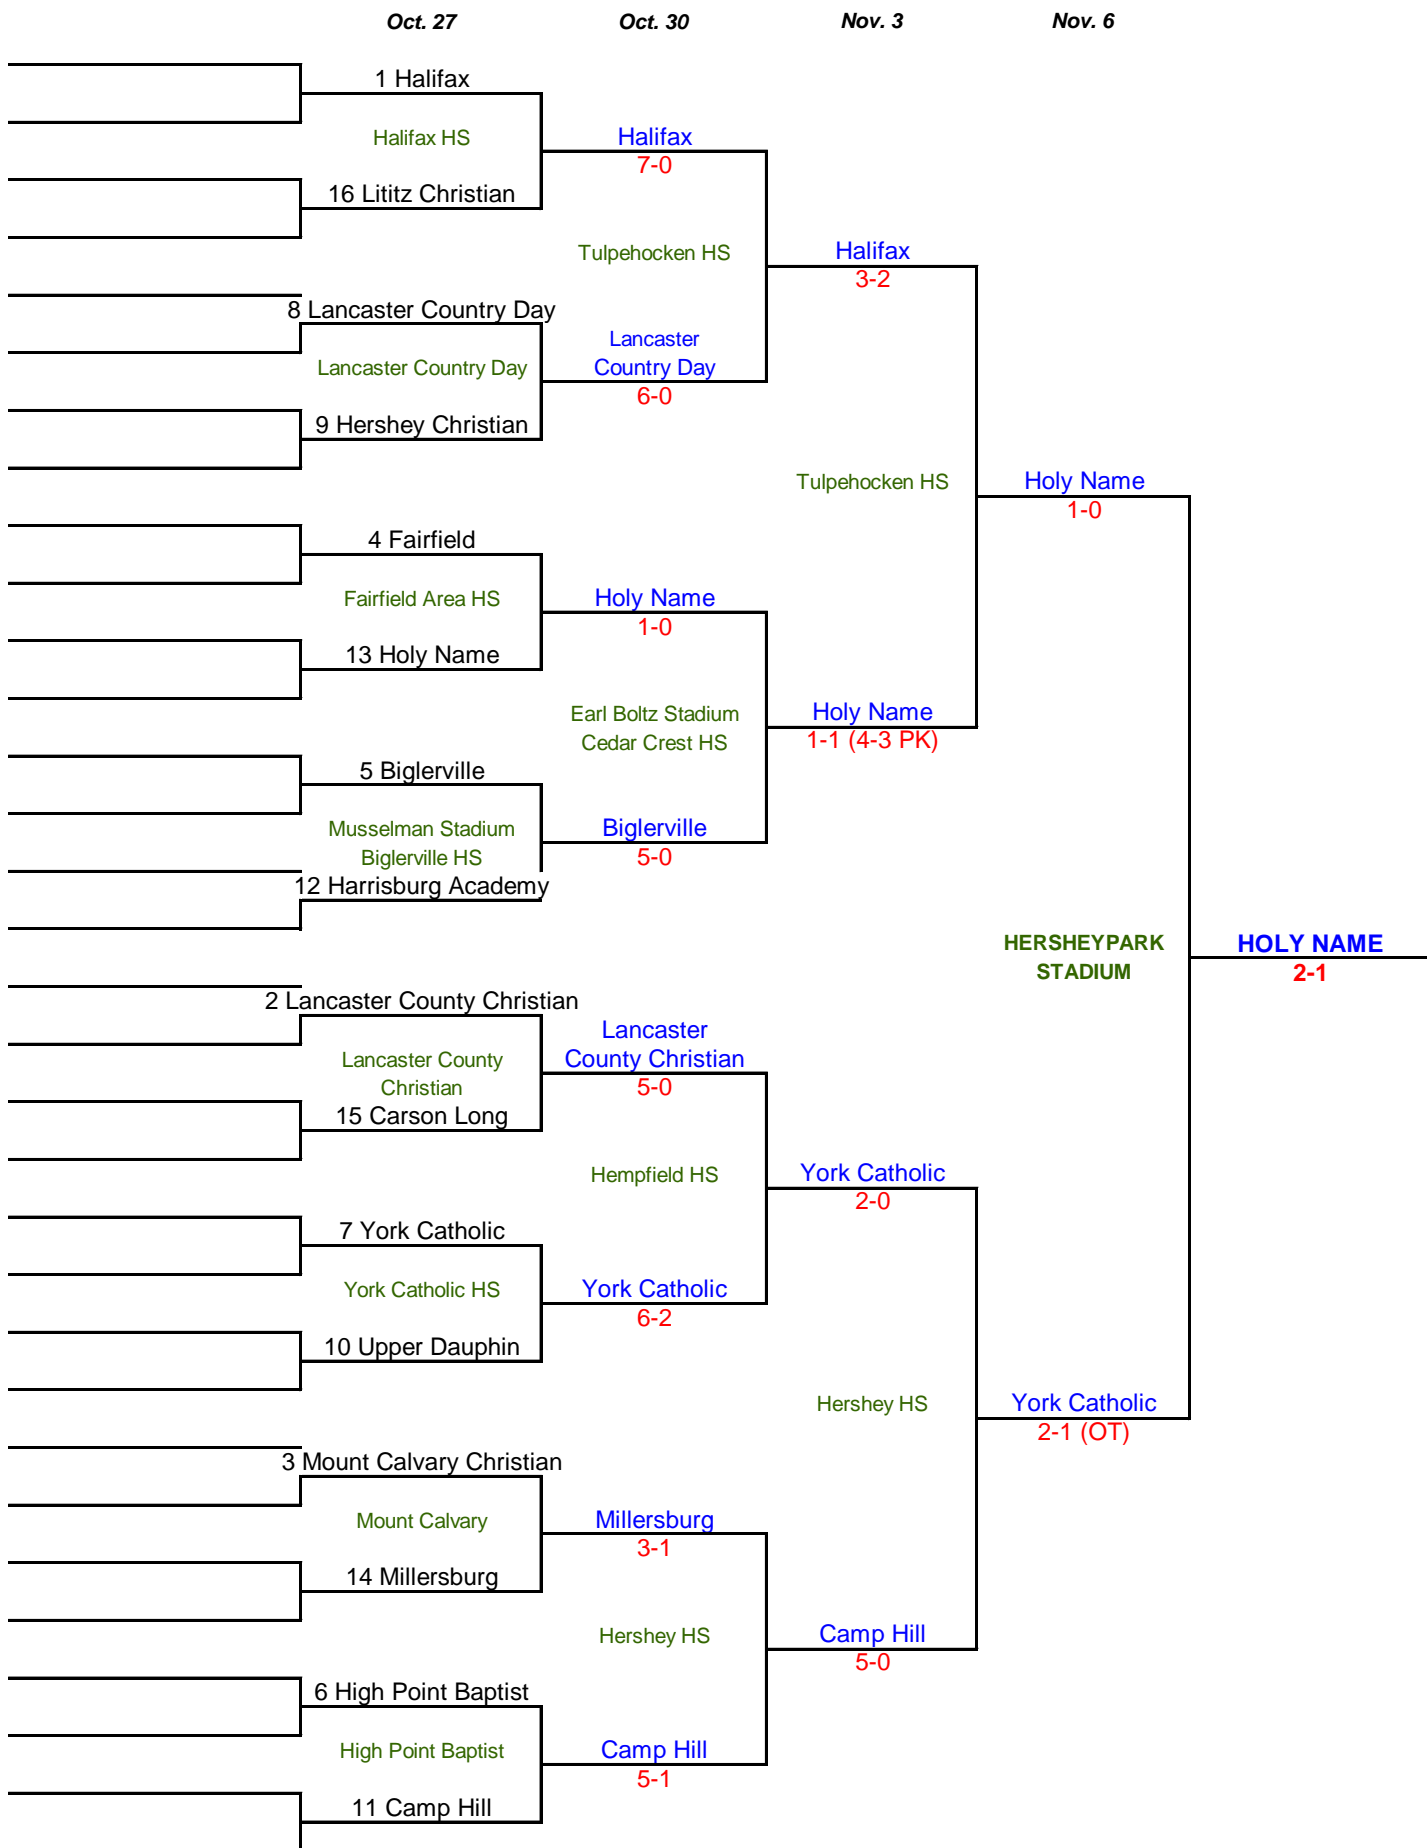 Oct. 27 Oct. 30 Nov. 3 Nov. 6
1 Halifax
Halifax HS
Halifax
7-0
16 Lititz Christian
Tulpehocken HS
Halifax
3-2
8 Lancaster Country Day
Lancaster Country Day
Lancaster
Country Day
6-0
9 Hershey Christian
Tulpehocken HS
Holy Name
1-0
4 Fairfield
Fairfield Area HS
Holy Name
1-0
13 Holy Name
Earl Boltz Stadium
Cedar Crest HS
Holy Name
1-1 (4-3 PK)
5 Biglerville
Musselman Stadium
Biglerville HS
Biglerville
5-0
12 Harrisburg Academy
HERSHEYPARK
STADIUM
HOLY NAME
2-1
2 Lancaster County Christian
Lancaster County
Christian
Lancaster
County Christian
5-0
15 Carson Long
Hempfield HS
York Catholic
2-0
7 York Catholic
York Catholic HS
York Catholic
6-2
10 Upper Dauphin
Hershey HS
York Catholic
2-1 (OT)
3 Mount Calvary Christian
Mount Calvary
Millersburg
3-1
14 Millersburg
Hershey HS
Camp Hill
5-0
6 High Point Baptist
High Point Baptist
Camp Hill
5-1
11 Camp Hill